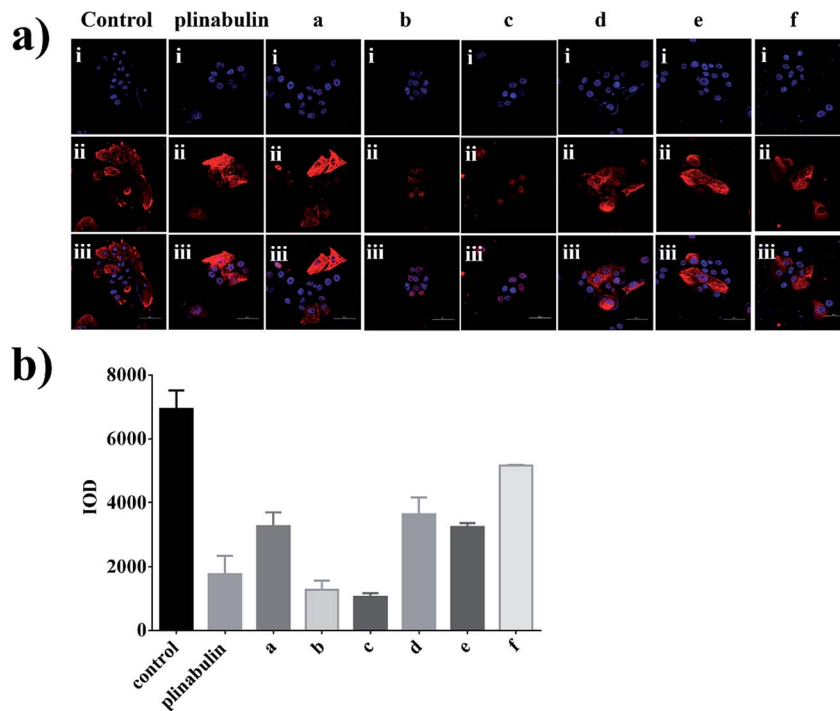 a)
Control plinabulin a b c d e f
i i i i i i i i
ii ii ii ii ii ii ii ii
iii iii iii iii iii iii iii iii
b)
8000
6000
4000
2000
0
IOD
control plinabulin a b c d e f